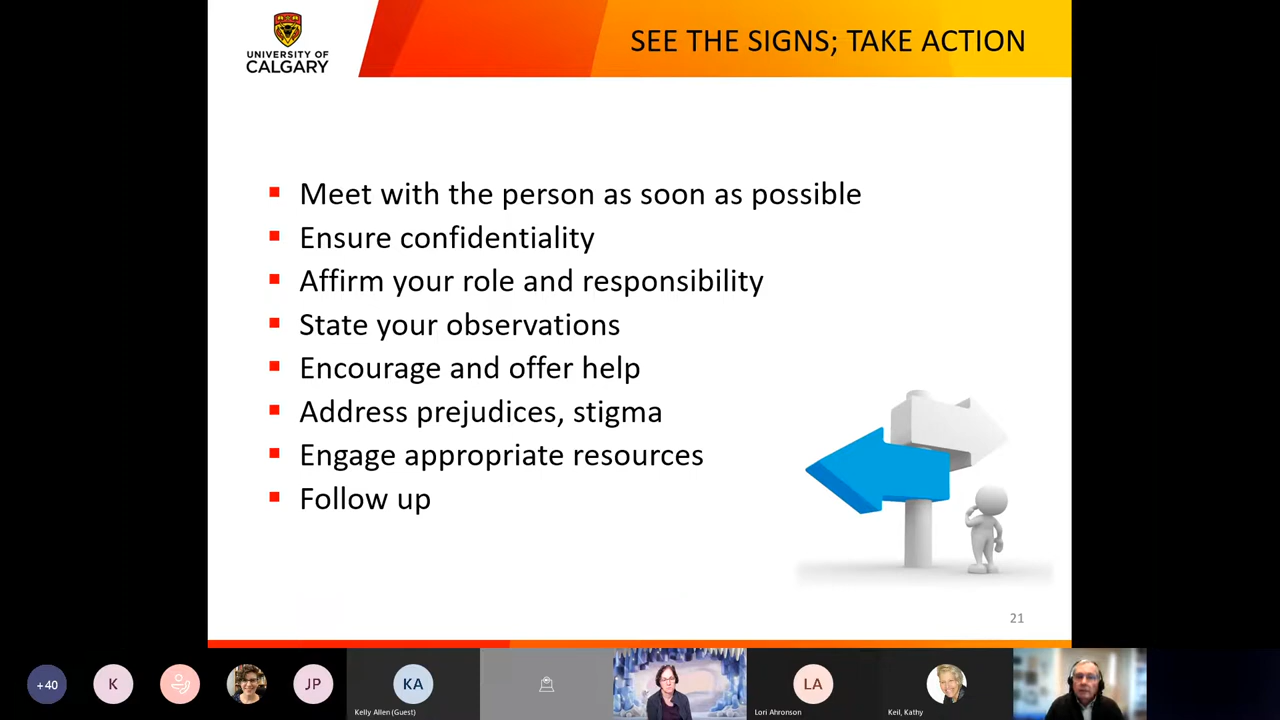 UNIVERSITY OF
CALGARY
SEE THE SIGNS; TAKE ACTION
Meet with the person as soon as possible
Ensure confidentiality
Affirm your role and responsibility
State your observations
Encourage and offer help
Address prejudices, stigma
Engage appropriate resources
Follow up
21
+40
K
JP
KA
Kelly Allen (Guest)
LA
Lori Ahronson
Keil, Kathy